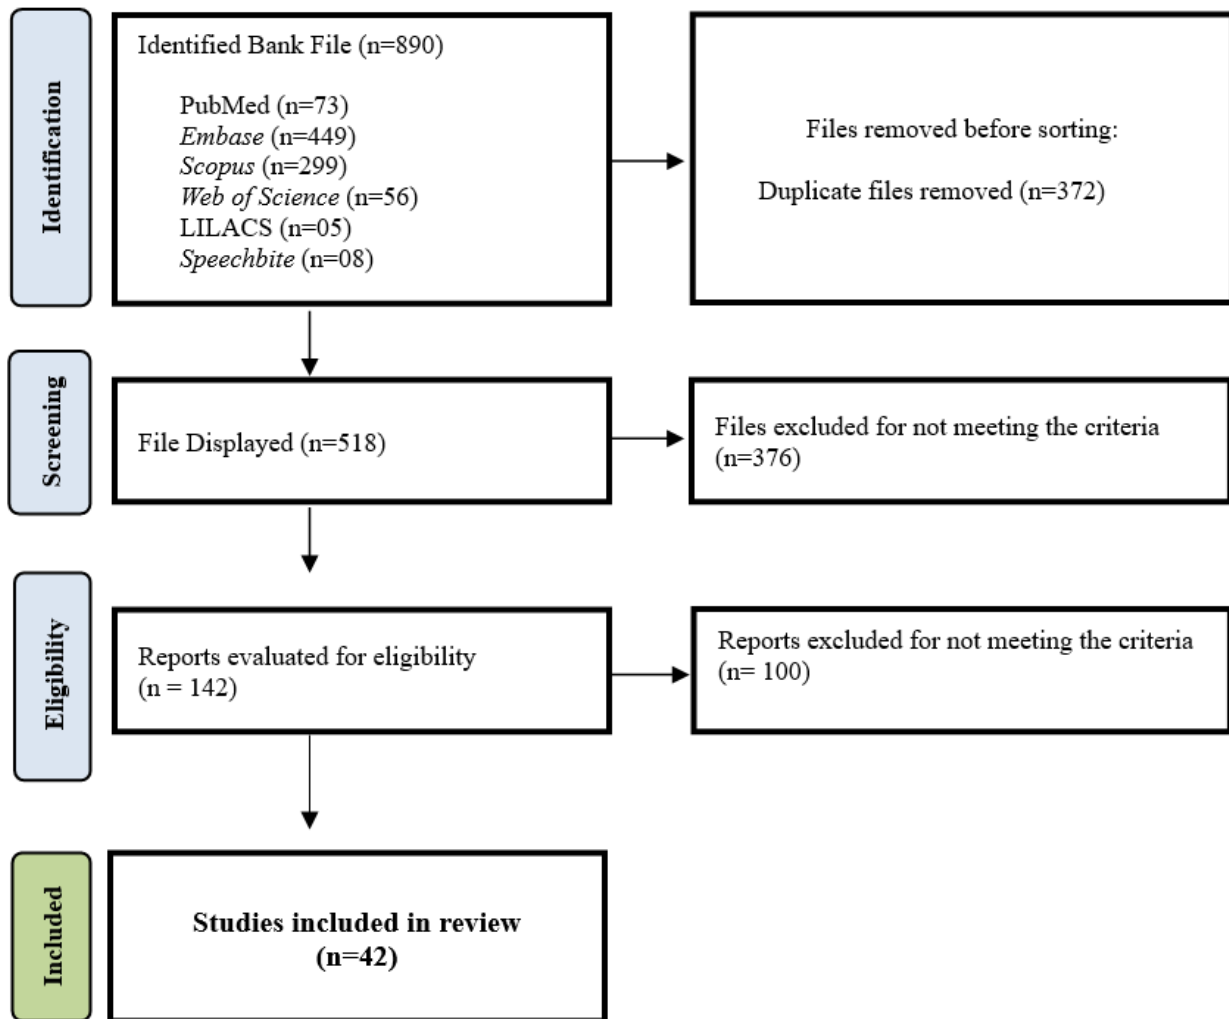 Identification
Identified Bank File (n=890)
PubMed (n=73)
Embase (n=449)
Scopus (n=299)
Web of Science (n=56)
LILACS (n=05)
Speechbite (n=08)
Files removed before sorting:
Duplicate files removed (n=372)
Screening
File Displayed (n=518)
Files excluded for not meeting the criteria
(n=376)
Eligibility
Reports evaluated for eligibility
(n = 142)
Reports excluded for not meeting the criteria
(n= 100)
Included
Studies included in review
(n=42)